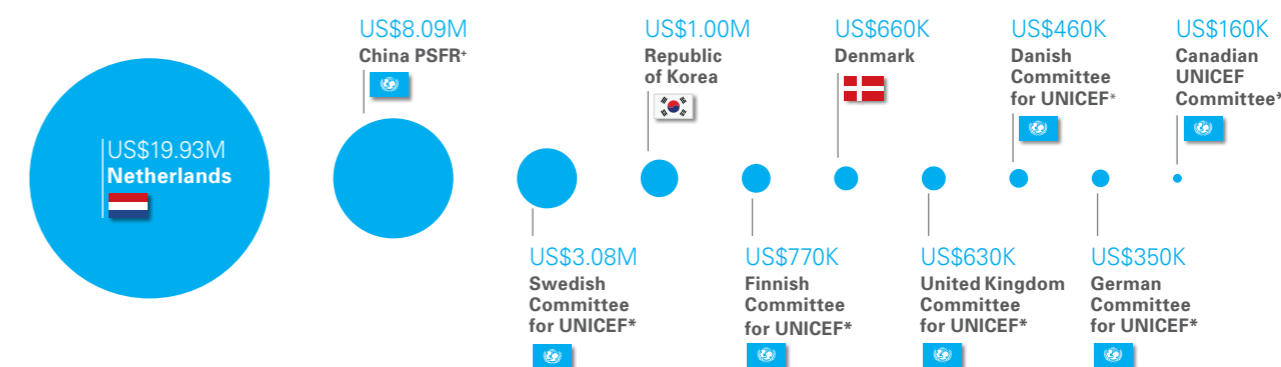 US$19.93M
Netherlands
US$8.09M
China PSFR+
US$3.08M
Swedish
Committee
for UNICEF*
US$1.00M
Republic
of Korea
US$770K
Finnish
Committee
for UNICEF*
US$660K
Denmark
US$630K
United Kingdom
Committee
for UNICEF*
US$460K
Danish
Committee
for UNICEF*
US$350K
German
Committee
for UNICEF*
US$160K
Canadian
UNICEF
Committee*